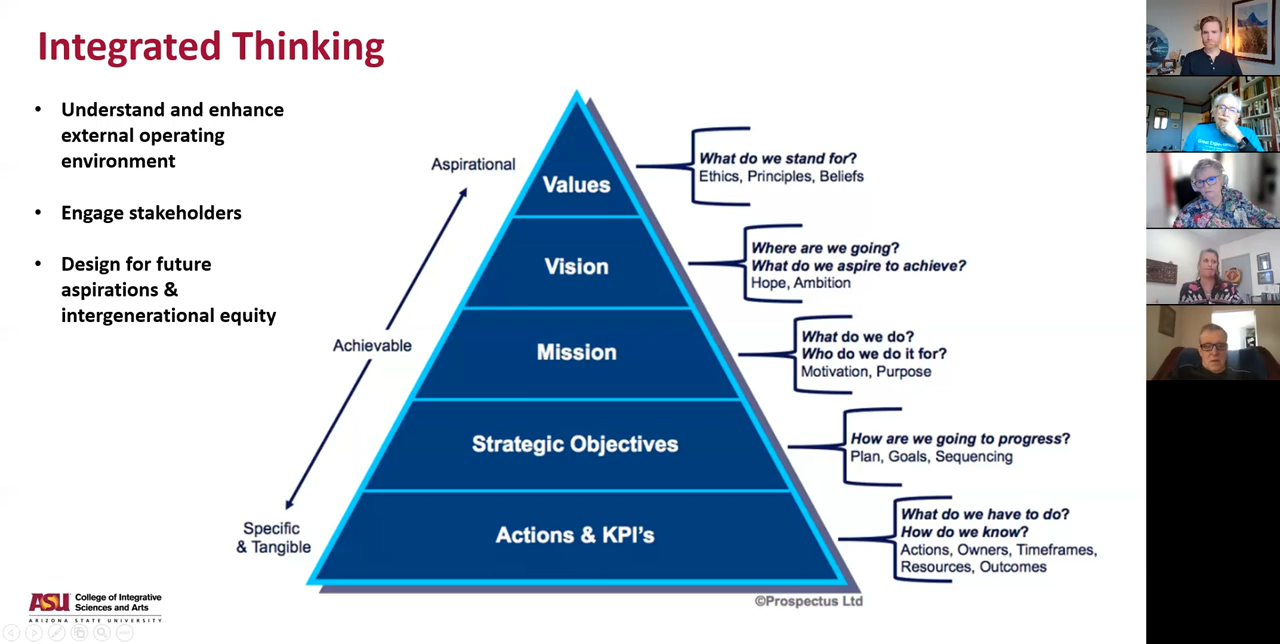 Integrated Thinking
• Understand and enhance
external operating
environment
• Engage stakeholders
• Design for future
aspirations &
intergenerational equity
Aspirational
Achievable
Specific
& Tangible
Values
Vision
Mission
Strategic Objectives
Actions & KPI's
What do we stand for?
Ethics, Principles, Beliefs
Where are we going?
What do we aspire to achieve?
Hope, Ambition
What do we do?
Who do we do it for?
Motivation, Purpose
How are we going to progress?
Plan, Goals, Sequencing
What do we have to do?
How do we know?
Actions, Owners, Timeframes,
Resources, Outcomes
©Prospectus Ltd
ASU College of Integrative
Sciences and Arts
ARIZONA STATE UNIVERSITY